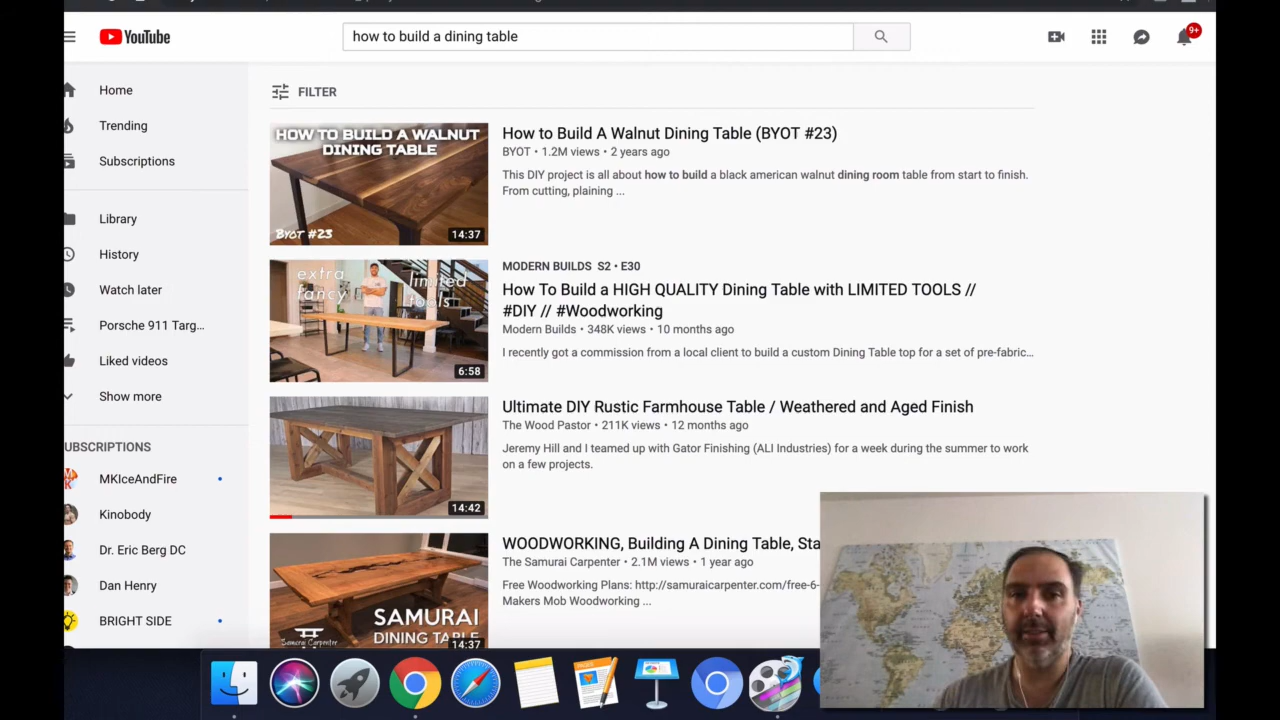 YouTube
how to build a dining table
9+
Home
Trending
Subscriptions
Library
History
Watch later
Porsche 911 Targ...
Liked videos
Show more
SUBSCRIPTIONS
MKIceAndFire
Kinobody
Dr. Eric Berg DC
Dan Henry
BRIGHT SIDE
FILTER
HOW TO BUILD A WALNUT
DINING TABLE
BYOT #23
14:37
How to Build A Walnut Dining Table (BYOT #23)
BYOT • 1.2M views • 2 years ago
This DIY project is all about how to build a black american walnut dining room table from start to finish.
From cutting, plaining ...
extra
fancy
limited
tools
6:58
MODERN BUILDS S2 • E30
How To Build a HIGH QUALITY Dining Table with LIMITED TOOLS //
#DIY // #Woodworking
Modern Builds • 348K views • 10 months ago
I recently got a commission from a local client to build a custom Dining Table top for a set of pre-fabric...
14:42
Ultimate DIY Rustic Farmhouse Table / Weathered and Aged Finish
The Wood Pastor • 211K views • 12 months ago
Jeremy Hill and I teamed up with Gator Finishing (ALI Industries) for a week during the summer to work
on a few projects.
SAMURAI
DINING TABLE
Samurai Carpenter
14:37
WOODWORKING, Building A Dining Table, Sta
The Samurai Carpenter • 2.1M views • 1 year ago
Free Woodworking Plans: http://samuraicarpenter.com/free-6-
Makers Mob Woodworking ...
PAGES